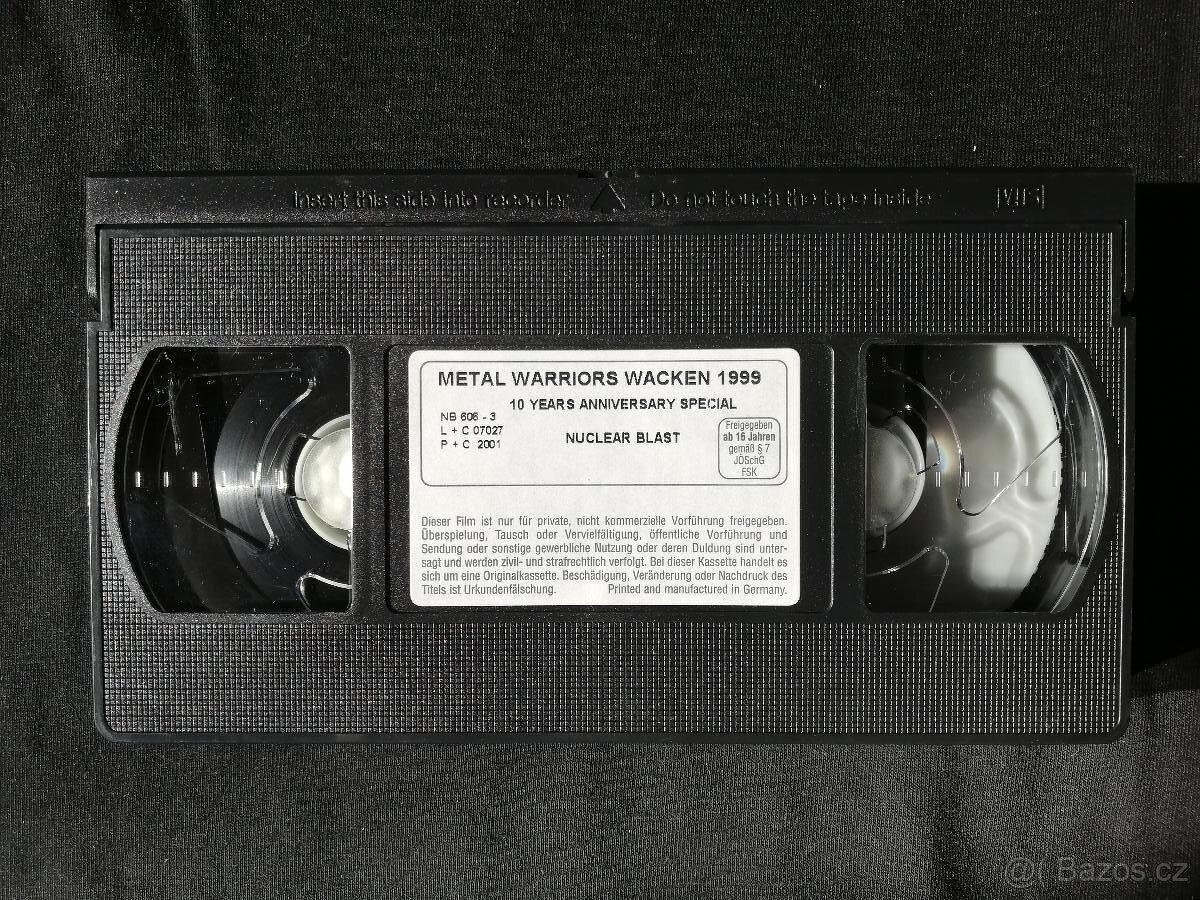 Insert this side into recorder Do not touch the tape inside VHS
METAL WARRIORS WACKEN 1999
10 YEARS ANNIVERSARY SPECIAL
NB 606 - 3
L + C 07027
P + C 2001
NUCLEAR BLAST
Freigegeben
ab 16 Jahren
gemäß § 7
JÖSchG
FSK
Dieser Film ist nur für private, nicht kommerzielle Vorführung freigegeben.
Überspielung, Tausch oder Vervielfältigung, öffentliche Vorführung und
Sendung oder sonstige gewerbliche Nutzung oder deren Duldung sind unter-
sagt und werden zivil- und strafrechtlich verfolgt. Bei dieser Kassette handelt es
sich um eine Originalkassette. Beschädigung, Veränderung oder Nachdruck des
Titels ist Urkundenfälschung. Printed and manufactured in Germany.
@( Bazos.cz